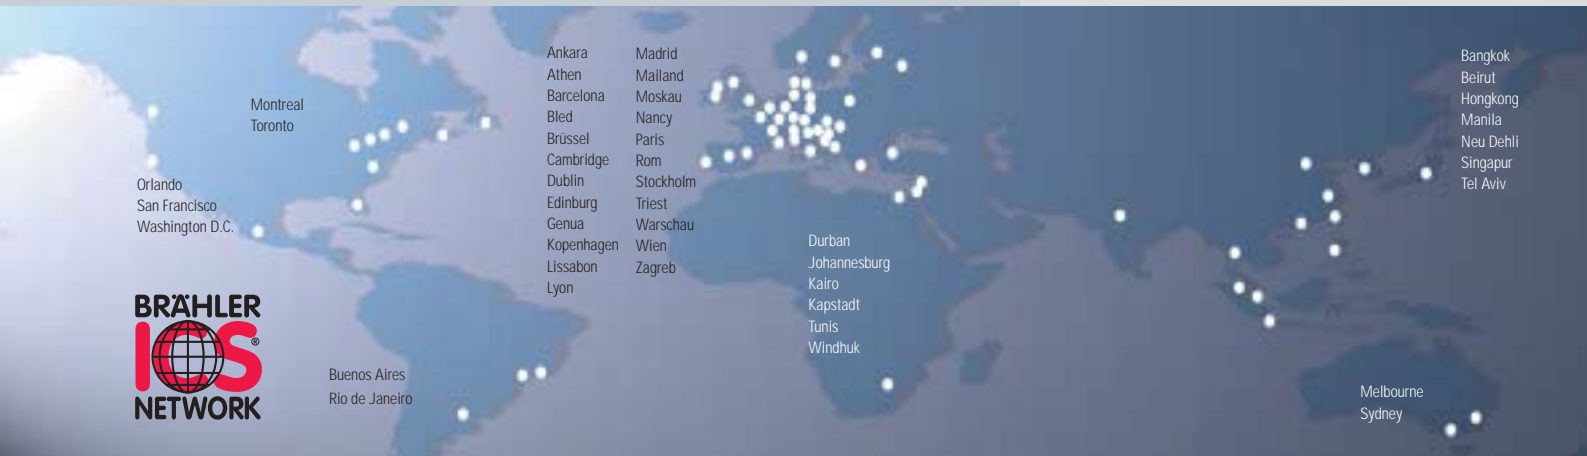 Montreal
Toronto
Orlando
San Francisco
Washington D.C.
BRÄHLER
ICS®
NETWORK
Buenos Aires
Rio de Janeiro
Ankara
Athen
Barcelona
Bled
Brüssel
Cambridge
Dublin
Edinburg
Genua
Kopenhagen
Lissabon
Lyon
Madrid
Mailand
Moskau
Nancy
Paris
Rom
Stockholm
Triest
Warschau
Wien
Zagreb
Durban
Johannesburg
Kairo
Kapstadt
Tunis
Windhuk
Bangkok
Beirut
Hongkong
Manila
Neu Dehli
Singapur
Tel Aviv
Melbourne
Sydney